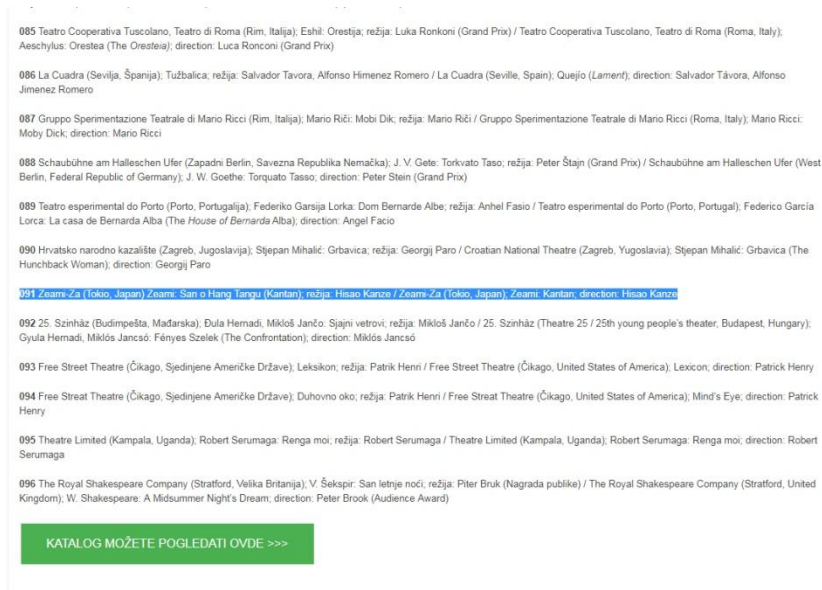 085 Teatro Cooperativa Tuscolano, Teatro di Roma (Rim, Italija); Eshil: Orestija; režija: Luka Ronkoni (Grand Prix) / Teatro Cooperativa Tuscolano, Teatro di Roma (Roma, Italy);
Aeschylus: Orestea (The Oresteia); direction: Luca Ronconi (Grand Prix)
086 La Cuadra (Sevilja, Španija); Tužbalica; režija: Salvador Tavora, Alfonso Himenez Romero / La Cuadra (Seville, Spain); Quejío (Lament); direction: Salvador Távora, Alfonso
Jimenez Romero
087 Gruppo Sperimentazione Teatrale di Mario Ricci (Rim, Italija); Mario Riči: Mobi Dik; režija: Mario Riči / Gruppo Sperimentazione Teatrale di Mario Ricci (Roma, Italy); Mario Ricci:
Moby Dick; direction: Mario Ricci
088 Schaubühne am Halleschen Ufer (Zapadni Berlin, Savezna Republika Nemačka); J. V. Gete: Torkvato Taso; režija: Peter Štajn (Grand Prix) / Schaubühne am Halleschen Ufer (West
Berlin, Federal Republic of Germany); J. W. Goethe: Torquato Tasso; direction: Peter Stein (Grand Prix)
089 Teatro esperimental do Porto (Porto, Portugalija); Federiko Garsija Lorka: Dom Bernarde Albe; režija: Anhel Fasio / Teatro esperimental do Porto (Porto, Portugal); Federico García
Lorca: La casa de Bernarda Alba (The House of Bernarda Alba); direction: Angel Facio
090 Hrvatsko narodno kazalište (Zagreb, Jugoslavija); Stjepan Mihalić: Grbavica; režija: Georgij Paro / Croatian National Theatre (Zagreb, Yugoslavia); Stjepan Mihalić: Grbavica (The
Hunchback Woman); direction: Georgij Paro
091 Zeami-Za (Tokio, Japan) Zeami: San o Hang Tangu (Kantan); režija: Hisao Kanze / Zeami-Za (Tokio, Japan); Zeami: Kantan; direction: Hisao Kanze
092 25. Szinház (Budimpešta, Mađarska); Đula Hernadi, Mikloš Jančo: Sjajni vetrovi; režija: Mikloš Jančo / 25. Szinház (Theatre 25 / 25th young people's theater, Budapest, Hungary);
Gyula Hernadi, Miklós Jancsó: Fényes Szelek (The Confrontation); direction: Miklós Jancsó
093 Free Street Theatre (Čikago, Sjedinjene Američke Države); Leksikon; režija: Patrik Henri / Free Street Theatre (Čikago, United States of America); Lexicon; direction: Patrick Henry
094 Free Streat Theatre (Čikago, Sjedinjene Američke Države); Duhovno oko; režija: Patrik Henri / Free Streat Theatre (Čikago, United States of America); Mind's Eye; direction: Patrick
Henry
095 Theatre Limited (Kampala, Uganda); Robert Serumaga: Renga moi; režija: Robert Serumaga / Theatre Limited (Kampala, Uganda); Robert Serumaga: Renga moi; direction: Robert
Serumaga
096 The Royal Shakespeare Company (Stratford, Velika Britanija); V. Šekspir: San letnje noći; režija: Piter Bruk (Nagrada publike) / The Royal Shakespeare Company (Stratford, United
Kingdom); W. Shakespeare: A Midsummer Night's Dream; direction: Peter Brook (Audience Award)
KATALOG MOŽETE POGLEDATI OVDE >>>